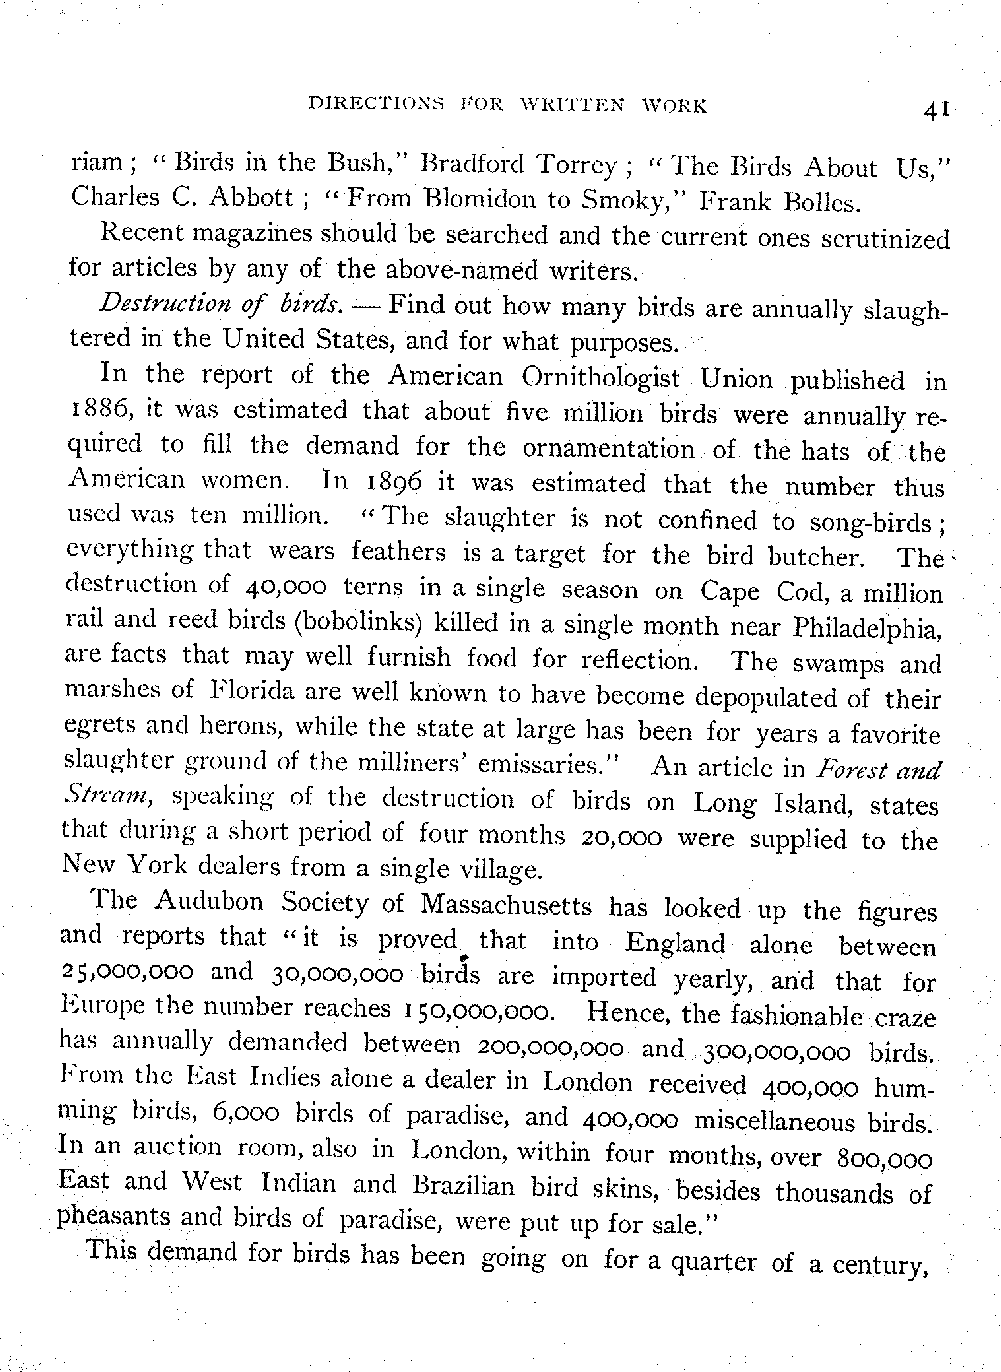 DIRECTIONS FOR WRITTEN WORK 41
riam; "Birds in the Bush," Bradford Torrey; "The Birds About Us,"
Charles C. Abbott; "From Blomidon to Smoky," Frank Bolles.
Recent magazines should be searched and the current ones scrutinized
for articles by any of the above-named writers.
Destruction of birds. — Find out how many birds are annually slaugh-
tered in the United States, and for what purposes.
In the report of the American Ornithologist Union published in
1886, it was estimated that about five million birds were annually re-
quired to fill the demand for the ornamentation of the hats of the
American women. In 1896 it was estimated that the number thus
used was ten million. "The slaughter is not confined to song-birds;
everything that wears feathers is a target for the bird butcher. The
destruction of 40,000 terns in a single season on Cape Cod, a million
rail and reed birds (bobolinks) killed in a single month near Philadelphia,
are facts that may well furnish food for reflection. The swamps and
marshes of Florida are well known to have become depopulated of their
egrets and herons, while the state at large has been for years a favorite
slaughter ground of the milliners' emissaries." An article in Forest and
Stream, speaking of the destruction of birds on Long Island, states
that during a short period of four months 20,000 were supplied to the
New York dealers from a single village.
The Audubon Society of Massachusetts has looked up the figures
and reports that "it is proved that into England alone between
25,000,000 and 30,000,000 birds are imported yearly, and that for
Europe the number reaches 150,000,000. Hence, the fashionable craze
has annually demanded between 200,000,000 and 300,000,000 birds.
From the East Indies alone a dealer in London received 400,000 hum-
ming birds, 6,000 birds of paradise, and 400,000 miscellaneous birds.
In an auction room, also in London, within four months, over 800,000
East and West Indian and Brazilian bird skins, besides thousands of
pheasants and birds of paradise, were put up for sale."
This demand for birds has been going on for a quarter of a century,